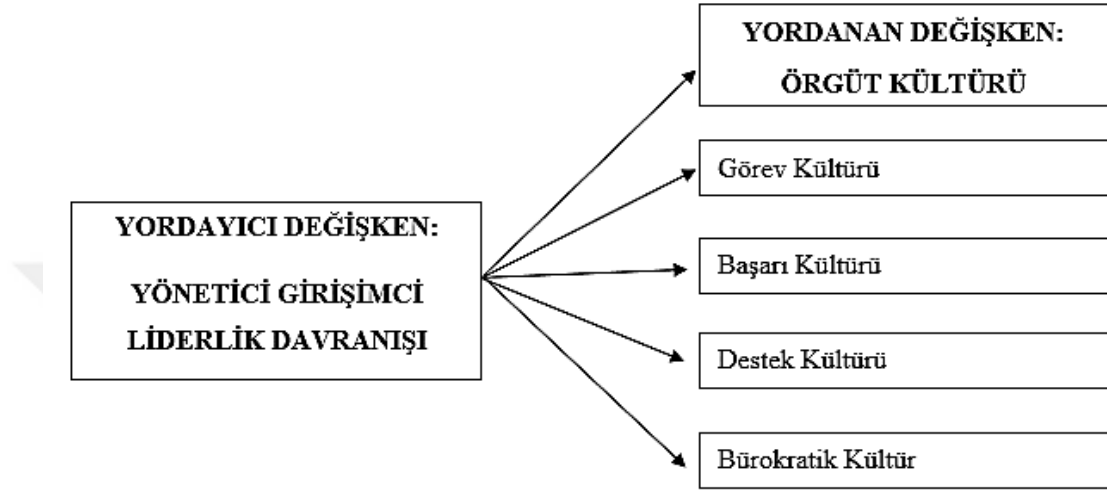 YORDANAN DEĞİŞKEN:
ÖRGÜT KÜLTÜRÜ
Görev Kültürü
YORDAYICI DEĞİŞKEN:
YÖNETİCİ GİRİŞİMCİ
LİDERLİK DAVRANIŞI
Başarı Kültürü
Destek Kültürü
Bürokratik Kültür